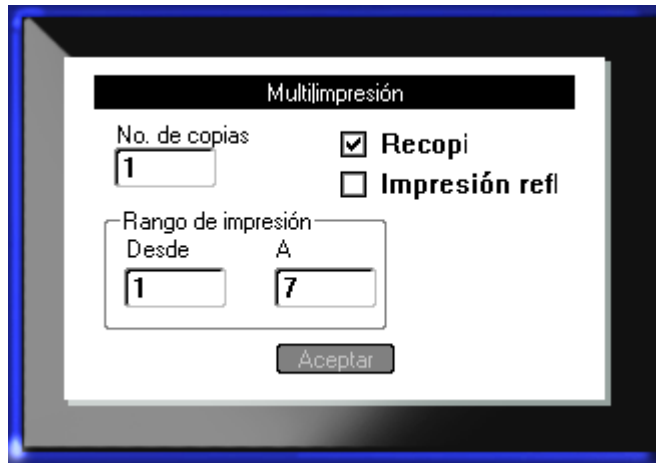 Multiimpresión
No. de copias
1
Recopi
Impresión refl
Rango de impresión
Desde A
1 7
Aceptar